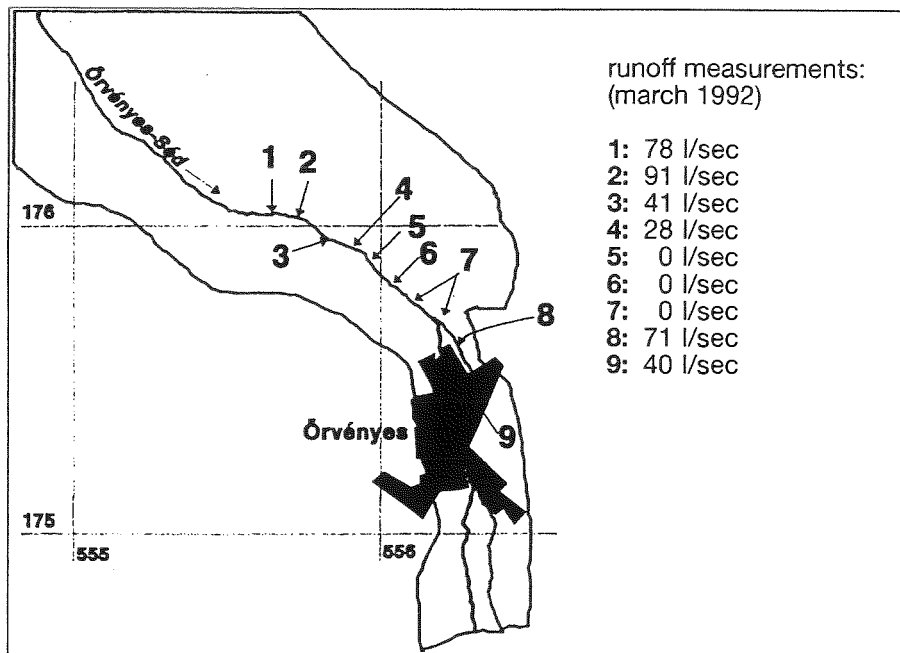 runoff measurements:
(march 1992)
1: 78 l/sec
2: 91 l/sec
3: 41 l/sec
4: 28 l/sec
5: 0 l/sec
6: 0 l/sec
7: 0 l/sec
8: 71 l/sec
9: 40 l/sec
Örvényes-Séd
1
2
4
176
3
5
6
7
8
Örvényes
9
175
555
556